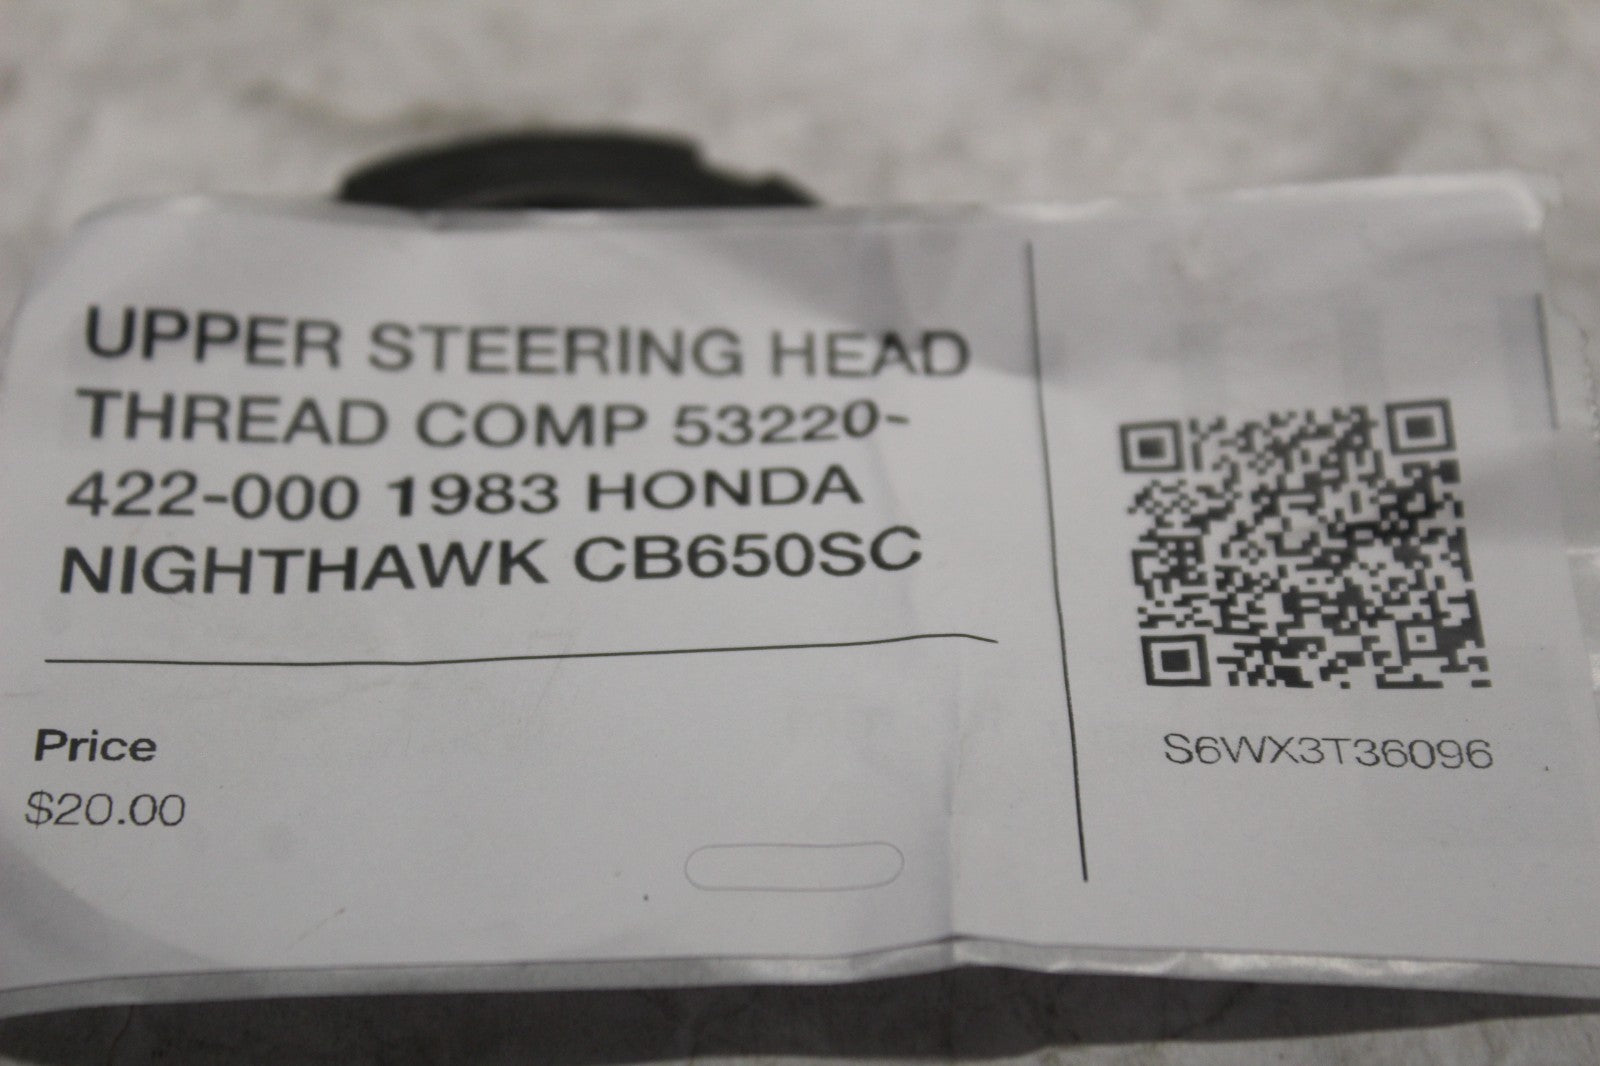 UPPER STEERING HEAD
THREAD COMP 53220-
422-000 1983 HONDA
NIGHTHAWK CB650SC
Price
$20.00
S6WX3T36096